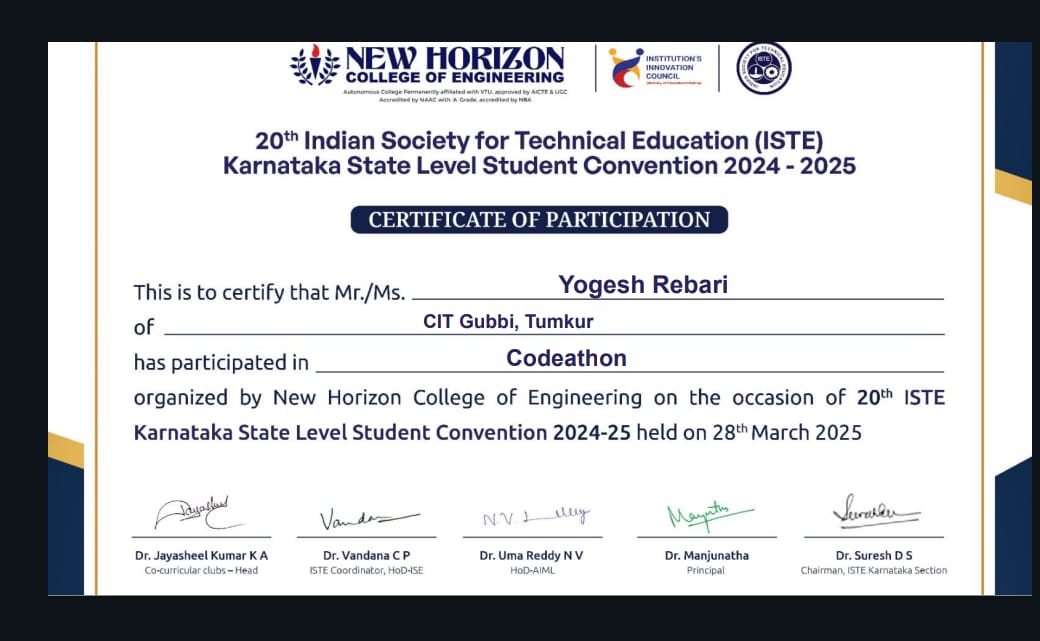 NEW HORIZON
COLLEGE OF ENGINEERING
Autonomous College Permanently affiliated with VTU, approved by AICTE & UGC
Accredited by NAAC with 'A' Grade, accredited by NBA
INSTITUTION'S
INNOVATION
COUNCIL
ISTE
20th Indian Society for Technical Education (ISTE)
Karnataka State Level Student Convention 2024 - 2025
CERTIFICATE OF PARTICIPATION
This is to certify that Mr./Ms. Yogesh Rebari
of CIT Gubbi, Tumkur
has participated in Codeathon
organized by New Horizon College of Engineering on the occasion of 20th ISTE
Karnataka State Level Student Convention 2024-25 held on 28th March 2025
Dr. Jayasheel Kumar K A
Co-curricular clubs – Head
Dr. Vandana C P
ISTE Coordinator, HoD-ISE
Dr. Uma Reddy N V
HoD-AIML
Dr. Manjunatha
Principal
Dr. Suresh D S
Chairman, ISTE Karnataka Section